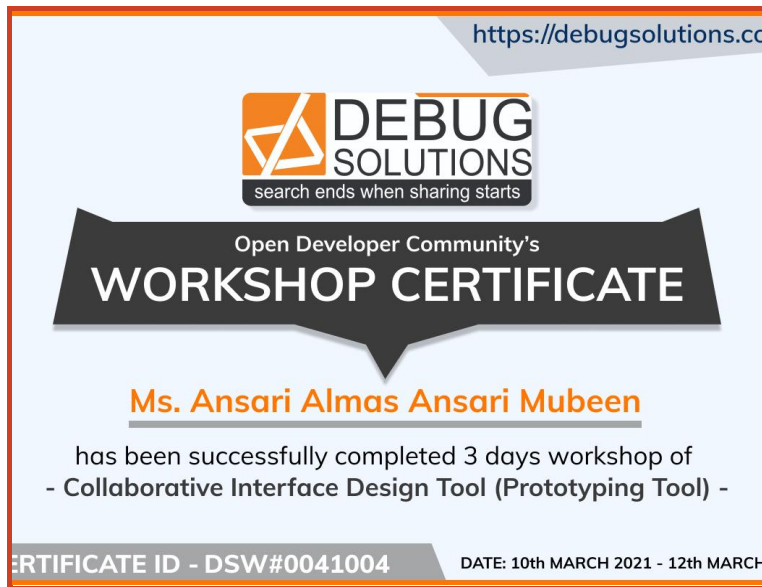 https://debugsolutions.co
DEBUG
SOLUTIONS
search ends when sharing starts
Open Developer Community's
WORKSHOP CERTIFICATE
Ms. Ansari Almas Ansari Mubeen
has been successfully completed 3 days workshop of
- Collaborative Interface Design Tool (Prototyping Tool) -
ERTIFICATE ID - DSW#0041004
DATE: 10th MARCH 2021 - 12th MARCH